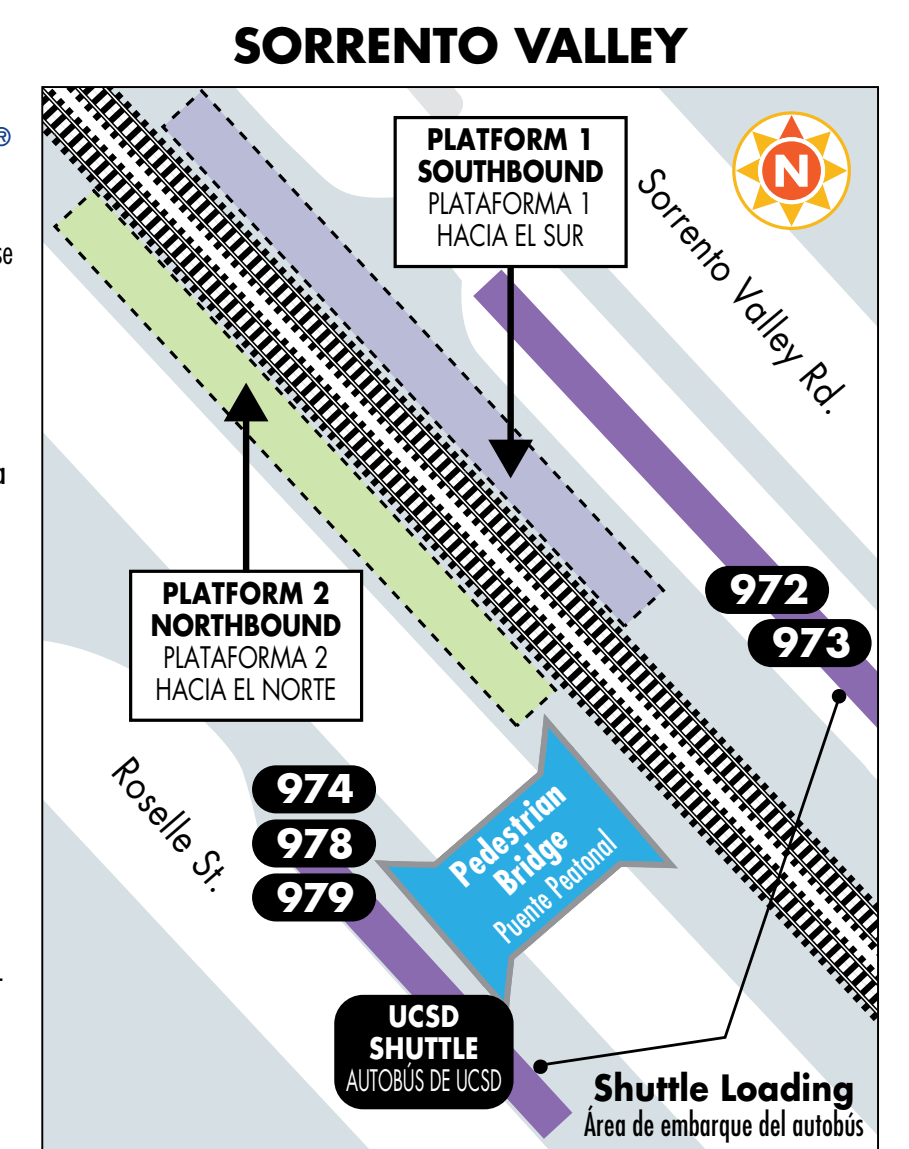 SORRENTO VALLEY
®
se
a
PLATFORM 1
SOUTHBOUND
PLATAFORMA 1
HACIA EL SUR
N
Sorrento Valley Rd.
972
973
PLATFORM 2
NORTHBOUND
PLATAFORMA 2
HACIA EL NORTE
Roselle St.
974
978
979
Pedestrian
Bridge
Puente Peatonal
UCSD
SHUTTLE
AUTOBÚS DE UCSD
Shuttle Loading
Área de embarque del autobús